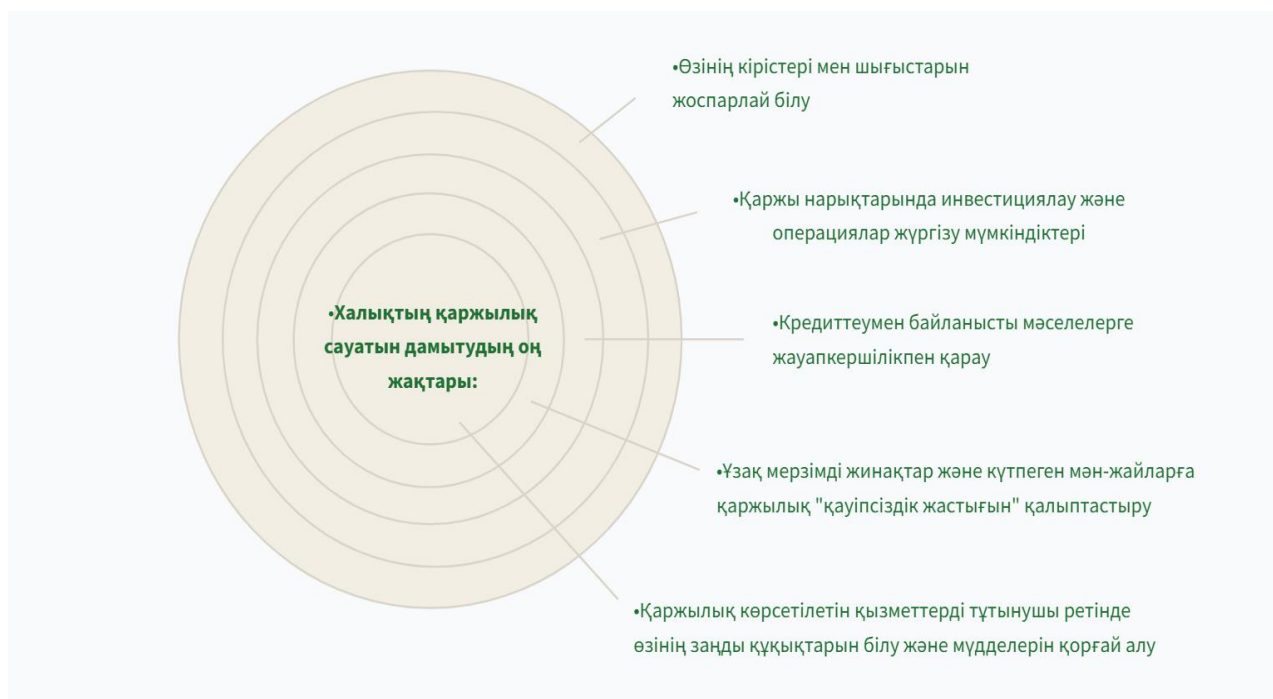 •Өзінің кірістері мен шығыстарын
жоспарлай білу
•Қаржы нарықтарында инвестициялау және
операциялар жүргізу мүмкіндіктері
•Халықтың қаржылық
сауатын дамытудың оң
жақтары:
•Кредиттеумен байланысты мәселелерге
жауапкершілікпен қарау
•Ұзақ мерзімді жинақтар және күтпеген мән-жайларға
қаржылық "қауіпсіздік жастығын" қалыптастыру
•Қаржылық көрсетілетін қызметтерді тұтынушы ретінде
өзінің заңды құқықтарын білу және мүдделерін қорғай алу